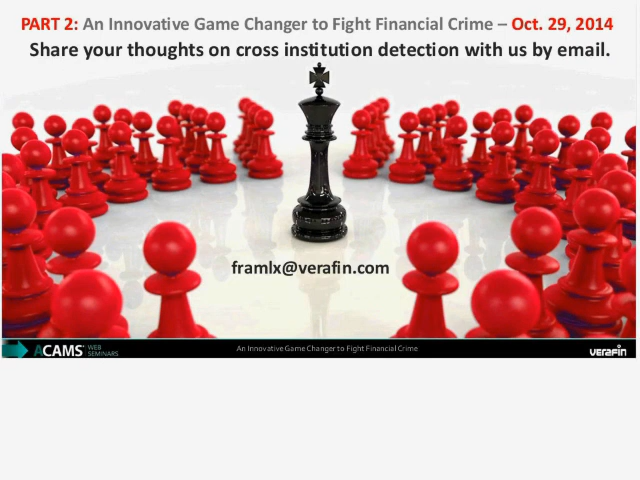 PART 2: An Innovative Game Changer to Fight Financial Crime – Oct. 29, 2014
Share your thoughts on cross institution detection with us by email.
framlx@verafin.com
ACAMS® WEB SEMINARS
An Innovative Game Changer to Fight Financial Crime
verafin